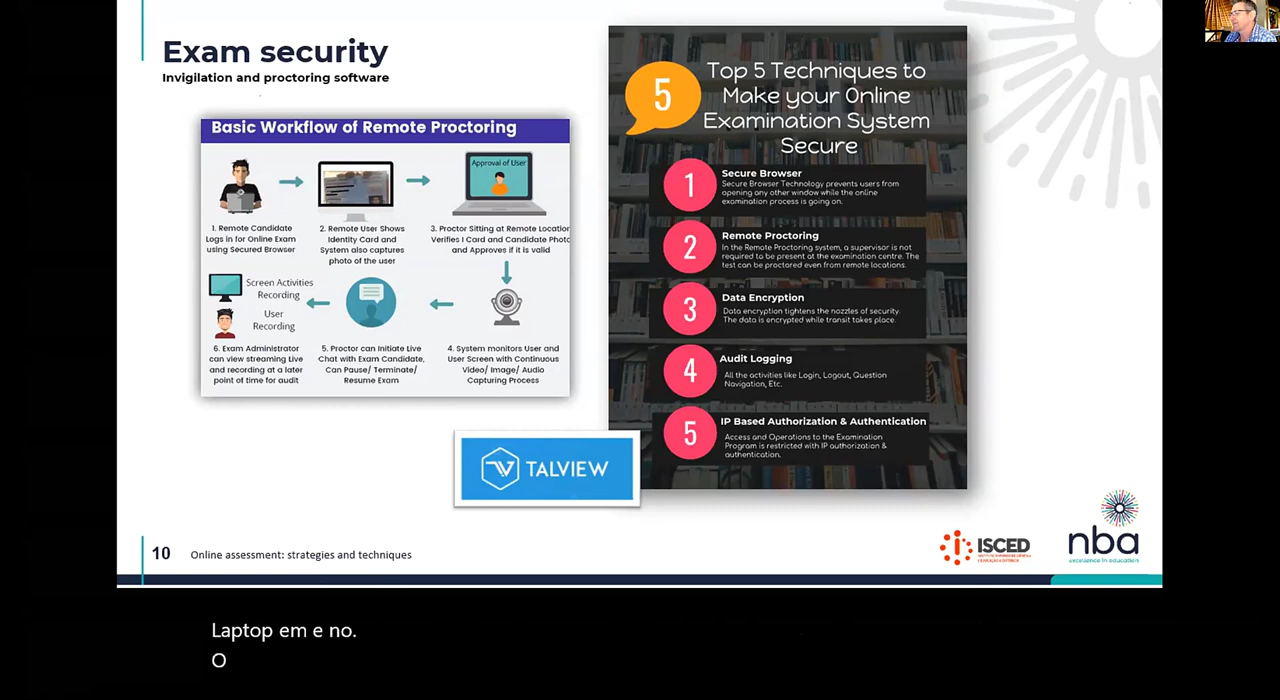 Exam security
Invigilation and proctoring software
Basic Workflow of Remote Proctoring
Approval of User
1. Remote Candidate
Logs in for Online Exam
using Secured Browser
2. Remote User Shows
Identity Card and
System also captures
photo of the user
3. Proctor Sitting at Remote Location
Verifies I Card and Candidate Photo
and Approves if it is valid
Screen Activities
Recording
User
Recording
6. Exam Administrator
can view streaming Live
and recording at a later
point of time for audit
5. Proctor can Initiate Live
Chat with Exam Candidate,
Can Pause/ Terminate/
Resume Exam
4. System monitors User and
User Screen with Continuous
Video/ Image/ Audio
Capturing Process
TALVIEW
5
Top 5 Techniques to
Make your Online
Examination System
Secure
1
Secure Browser
Secure Browser Technology prevents users from
opening any other window while the online
examination process is going on.
2
Remote Proctoring
In the Remote Proctoring system, a supervisor is not
required to be present at the examination centre. The
test can be proctored even from remote locations.
3
Data Encryption
Data encryption tightens the nozzles of security.
The data is encrypted while transit takes place.
4
Audit Logging
All the activities like Login, Logout, Question
Navigation, Etc.
5
IP Based Authorization & Authentication
Access and Operations to the Examination
Program is restricted with IP authorization &
authentication.
10
Online assessment: strategies and techniques
ISCED
nba
excellence in education
Laptop em e no.
O